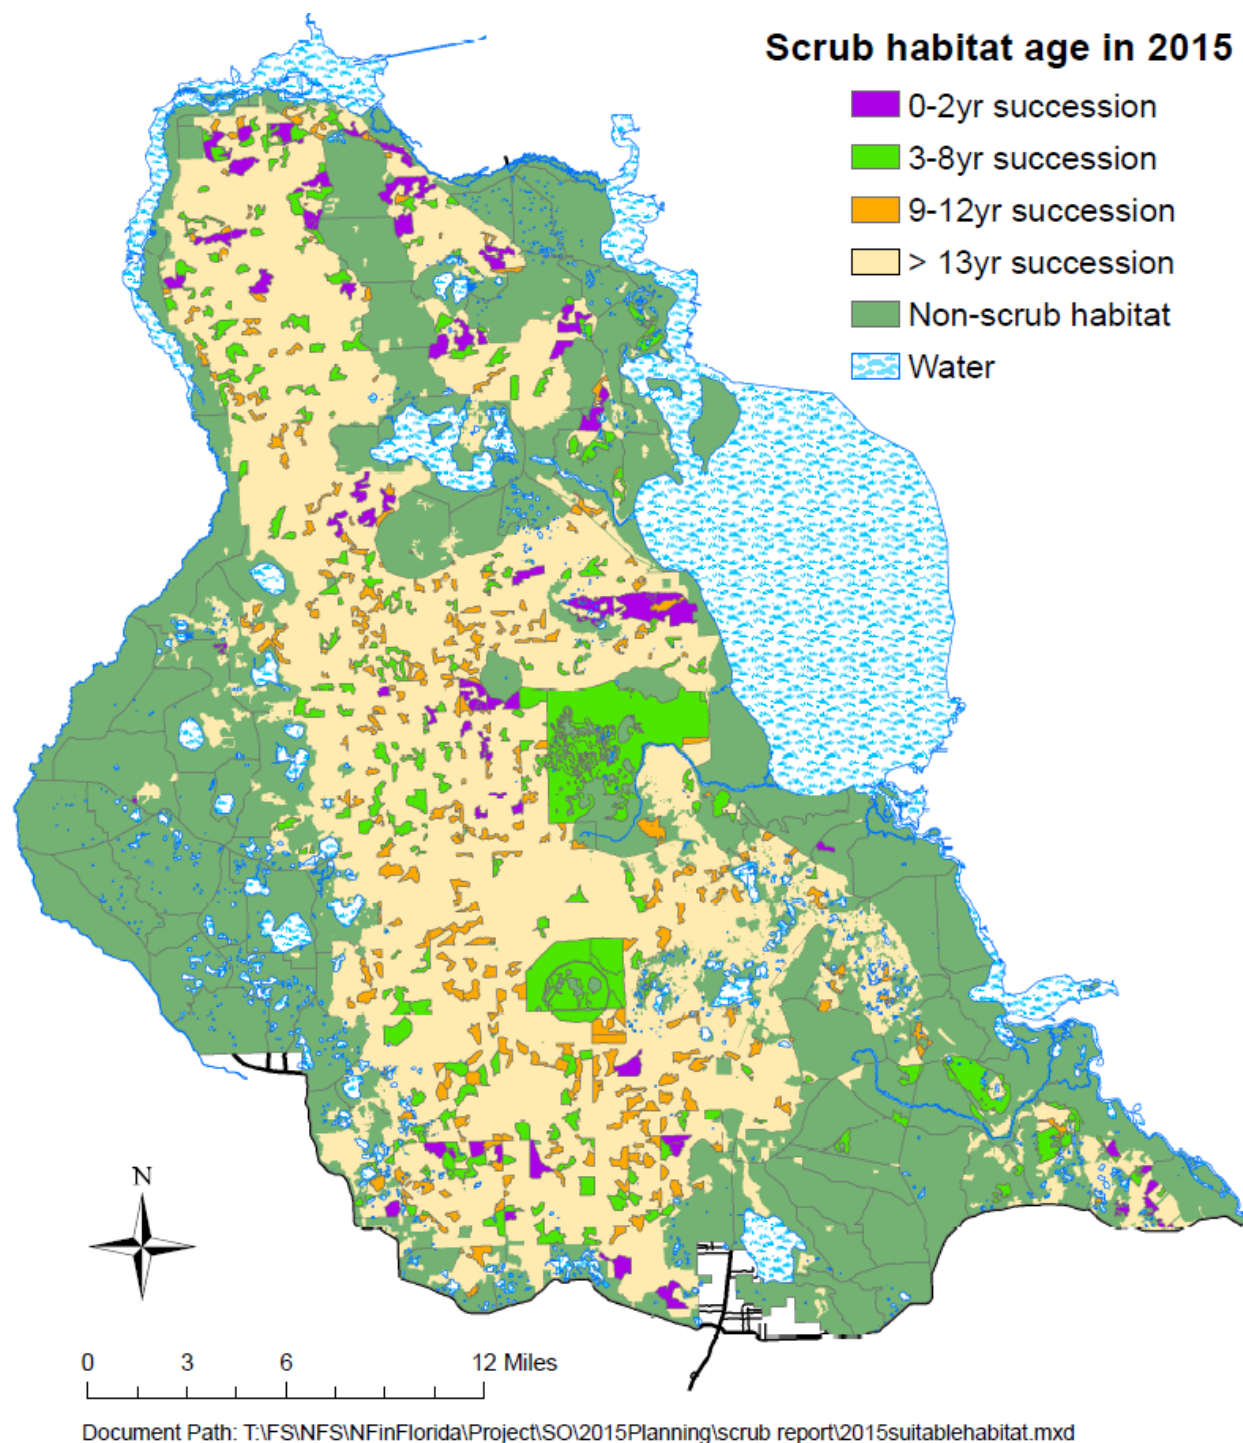 Scrub habitat age in 2015
0-2yr succession
3-8yr succession
9-12yr succession
> 13yr succession
Non-scrub habitat
Water
N
0 3 6 12 Miles
Document Path: T:\FS\NFS\NFinFlorida\Project\SO\2015Planning\scrub report\2015suitablehabitat.mxd